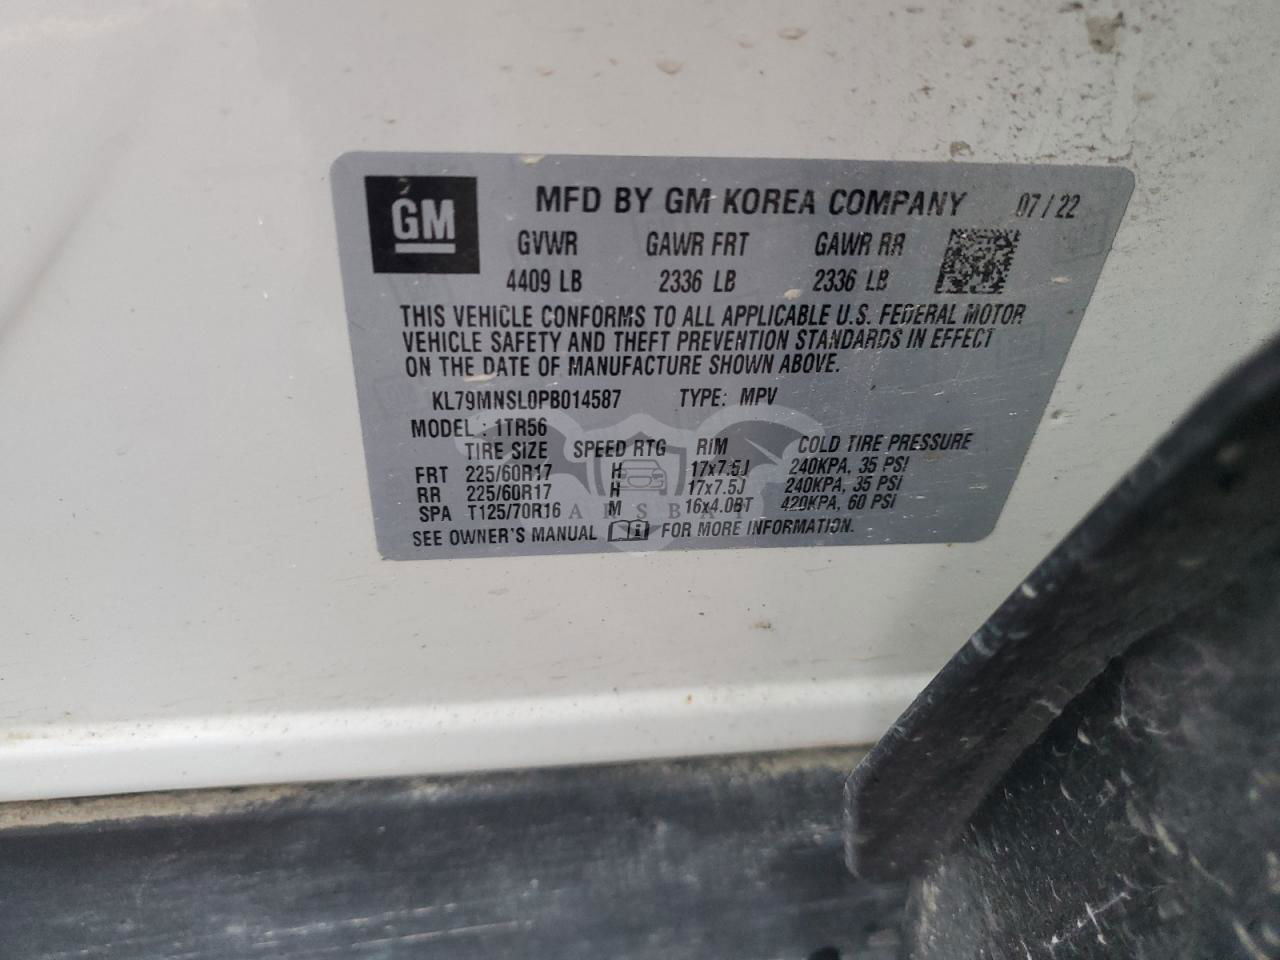 GM
MFD BY GM KOREA COMPANY 07/22
GVWR GAWR FRT GAWR RR
4409 LB 2336 LB 2336 LB
THIS VEHICLE CONFORMS TO ALL APPLICABLE U.S. FEDERAL MOTOR
VEHICLE SAFETY AND THEFT PREVENTION STANDARDS IN EFFECT
ON THE DATE OF MANUFACTURE SHOWN ABOVE.
KL79MNSL0PB014587 TYPE: MPV
MODEL : 1TR56
TIRE SIZE SPEED RTG RIM COLD TIRE PRESSURE
FRT 225/60R17 H 17x7.5J 240KPA, 35 PSI
RR 225/60R17 H 17x7.5J 240KPA, 35 PSI
SPA T125/70R16 M 16x4.0BT 420KPA, 60 PSI
SEE OWNER'S MANUAL FOR MORE INFORMATION.